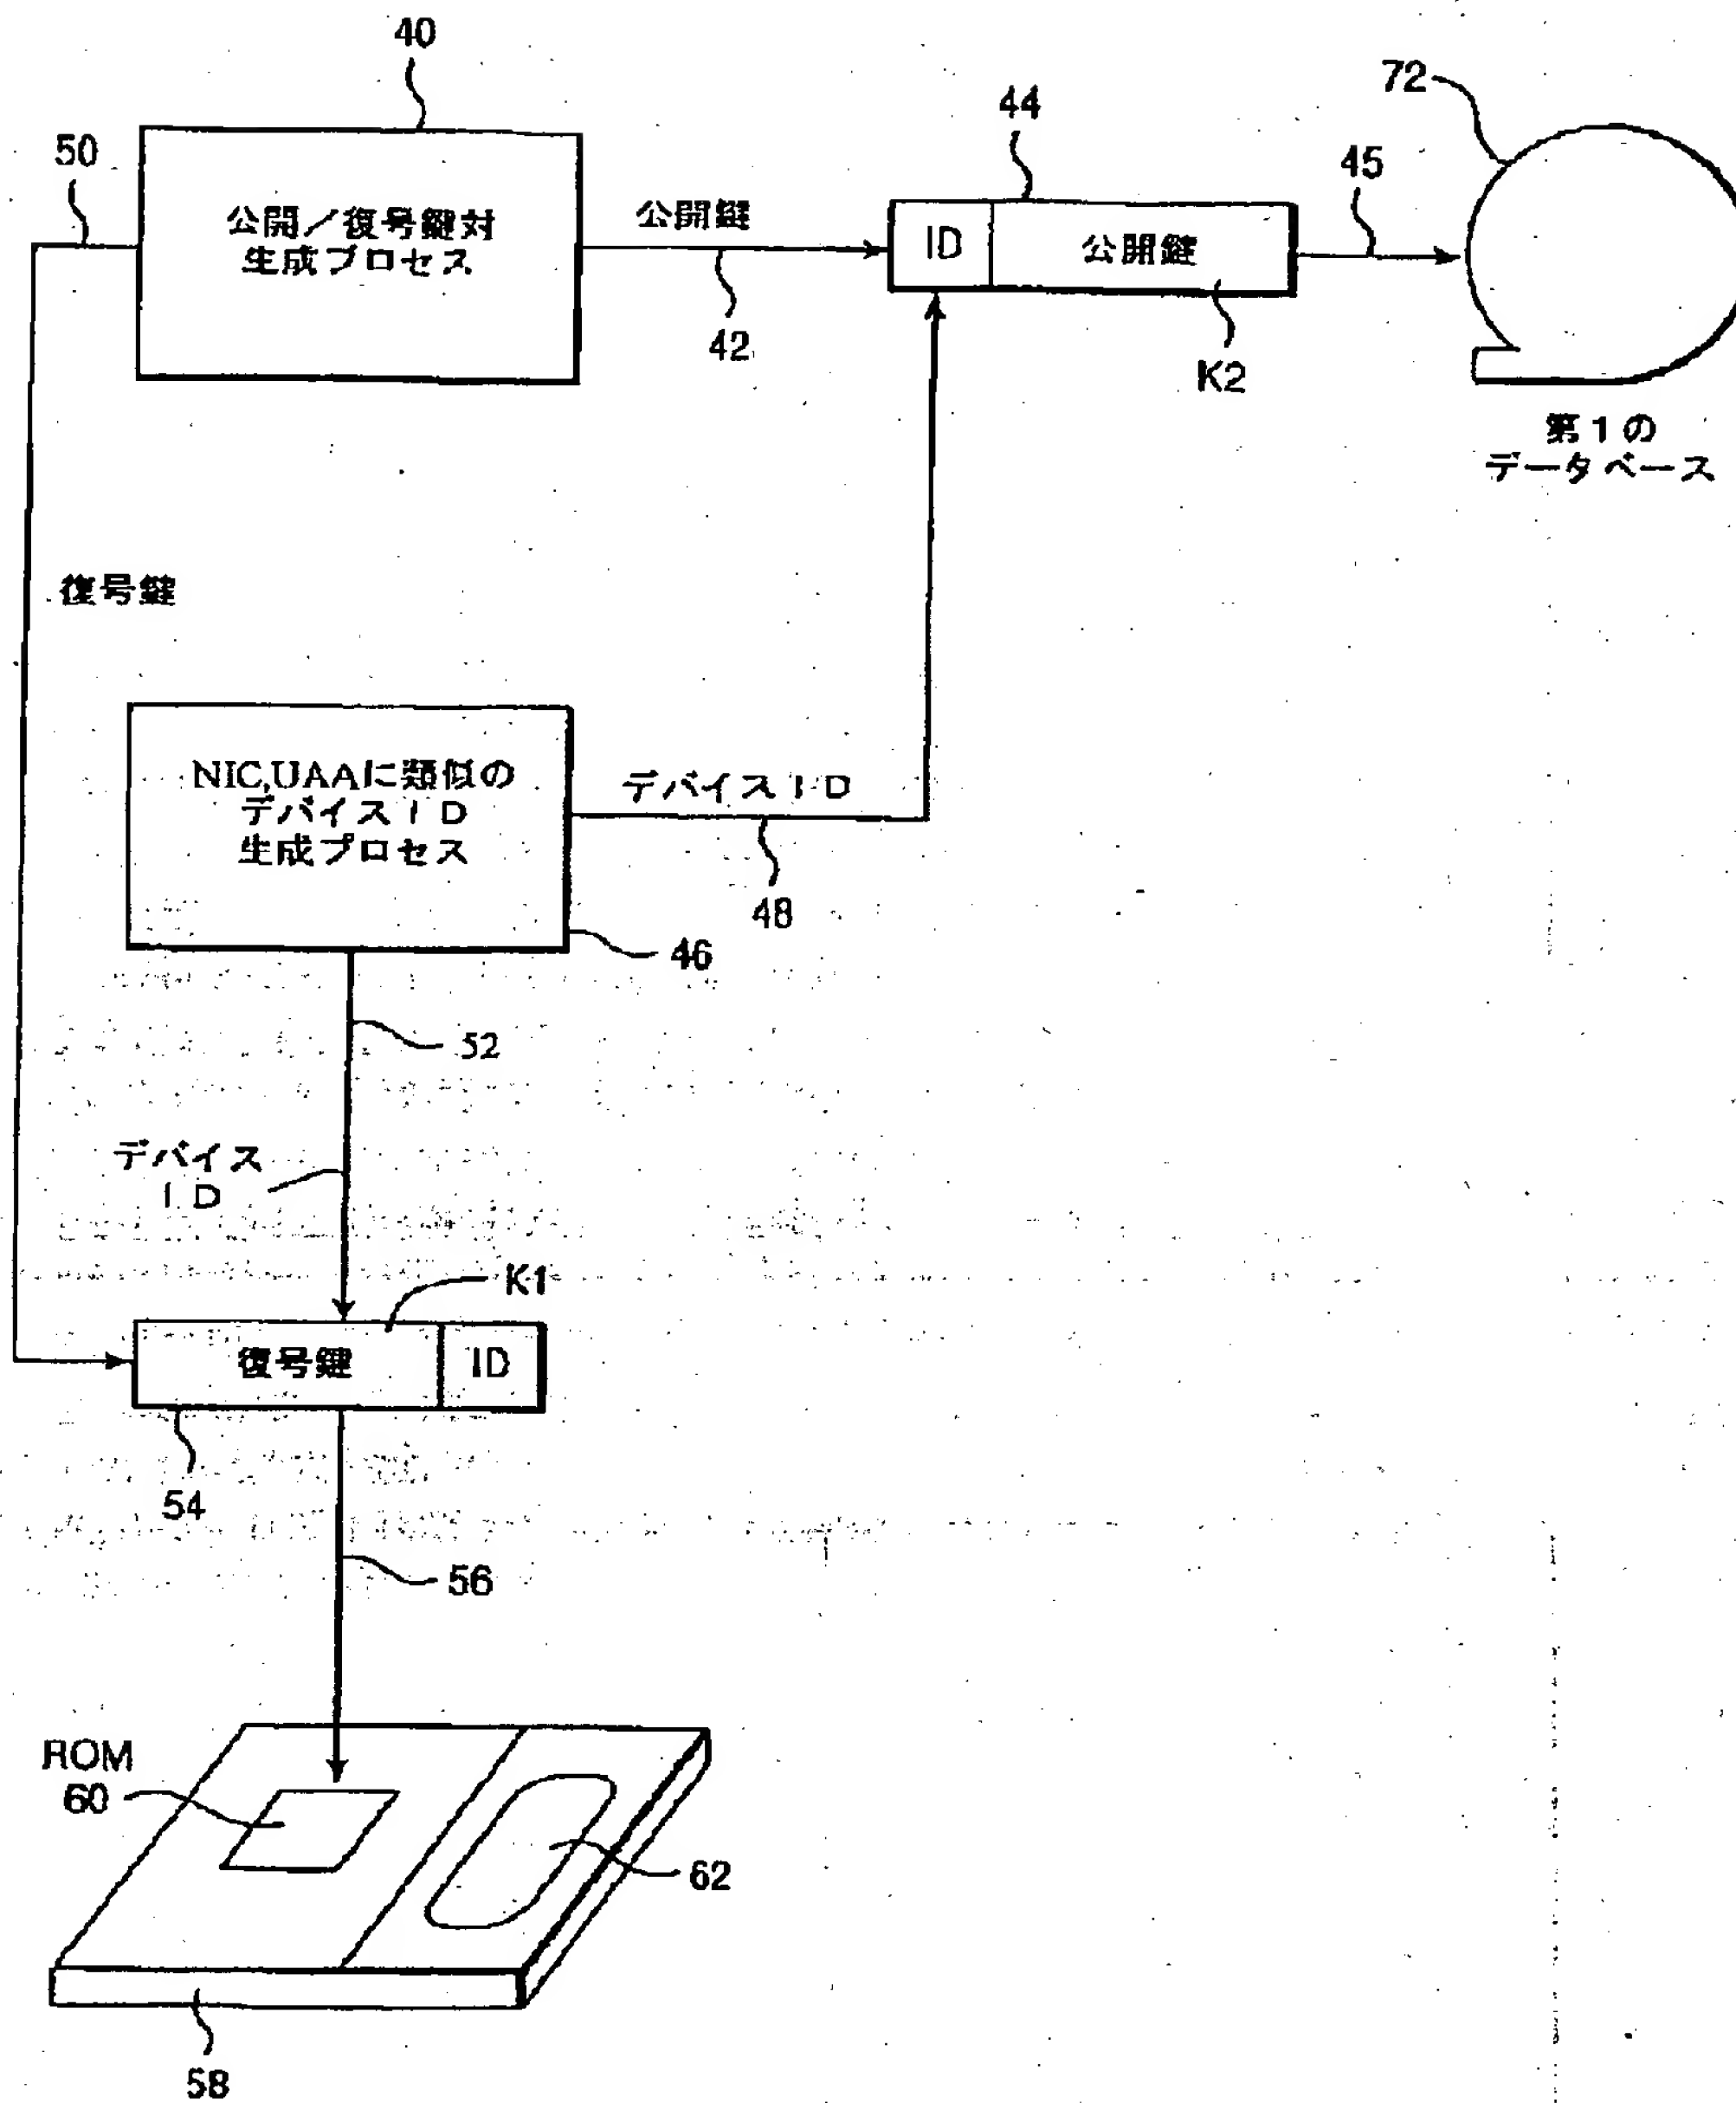 40
72
44
50
45
公開/復号鍵対
生成プロセス
公開鍵
ID
公開鍵
42
K2
第1の
データベース
復号鍵
NIC,UAAに類似の
デバイスID
生成プロセス
デバイスID
48
46
52
デバイス
ID
K1
復号鍵
ID
54
56
ROM
60
62
58